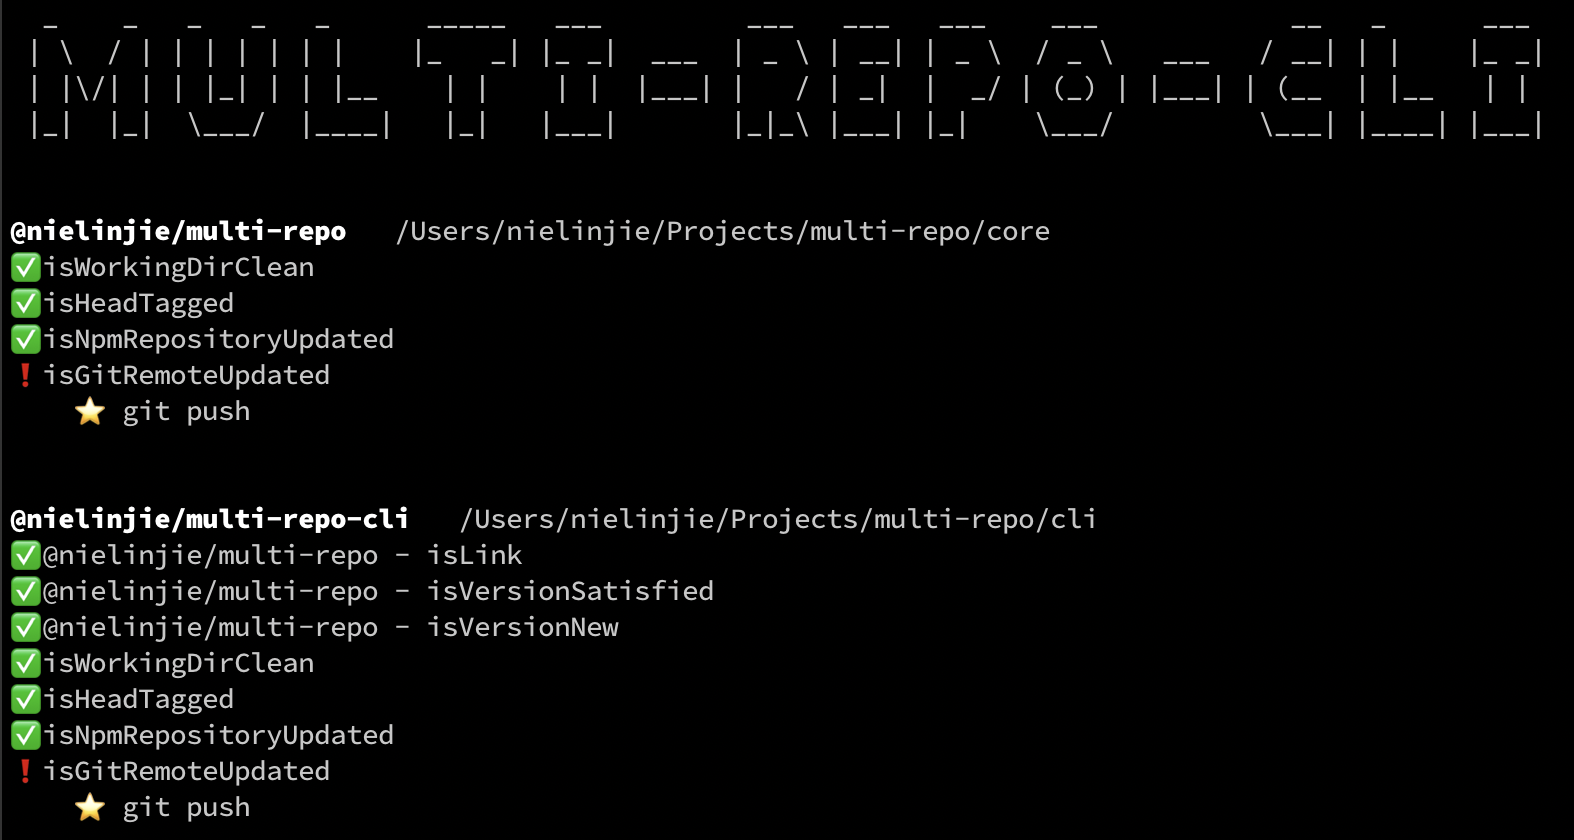 MULTI-REPO-CLI
@nielinjie/multi-repo /Users/nielinjie/Projects/multi-repo/core
✅isWorkingDirClean
✅isHeadTagged
✅isNpmRepositoryUpdated
❗isGitRemoteUpdated
⭐ git push
@nielinjie/multi-repo-cli /Users/nielinjie/Projects/multi-repo/cli
✅@nielinjie/multi-repo - isLink
✅@nielinjie/multi-repo - isVersionSatisfied
✅@nielinjie/multi-repo - isVersionNew
✅isWorkingDirClean
✅isHeadTagged
✅isNpmRepositoryUpdated
❗isGitRemoteUpdated
⭐ git push